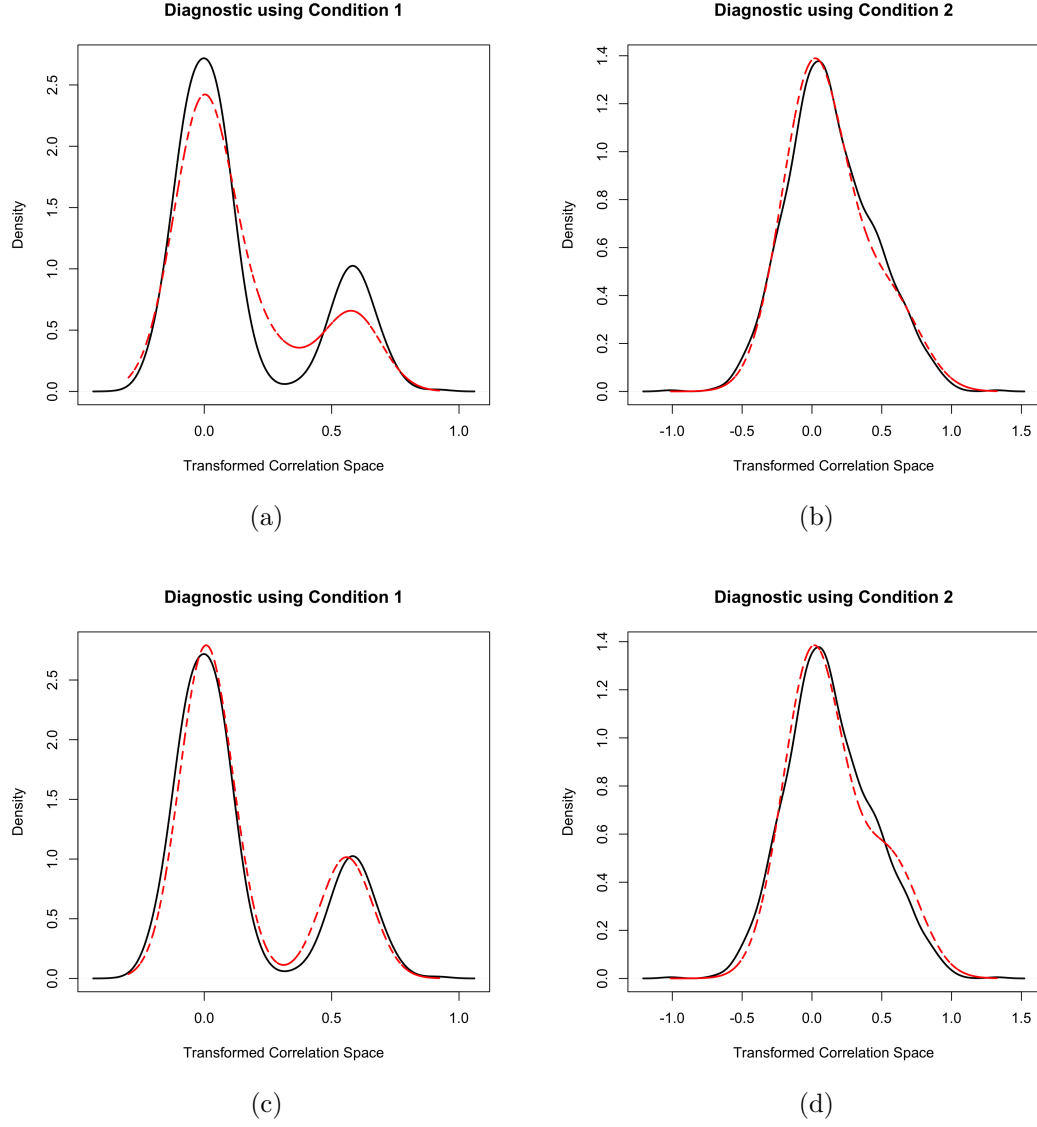 Diagnostic using Condition 1
Density
0.0 0.5 1.0 1.5 2.0 2.5
0.0 0.5 1.0
Transformed Correlation Space
(a)
Diagnostic using Condition 2
Density
0.0 0.2 0.4 0.6 0.8 1.0 1.2 1.4
-1.0 -0.5 0.0 0.5 1.0 1.5
Transformed Correlation Space
(b)
Diagnostic using Condition 1
Density
0.0 0.5 1.0 1.5 2.0 2.5
0.0 0.5 1.0
Transformed Correlation Space
(c)
Diagnostic using Condition 2
Density
0.0 0.2 0.4 0.6 0.8 1.0 1.2 1.4
-1.0 -0.5 0.0 0.5 1.0 1.5
Transformed Correlation Space
(d)